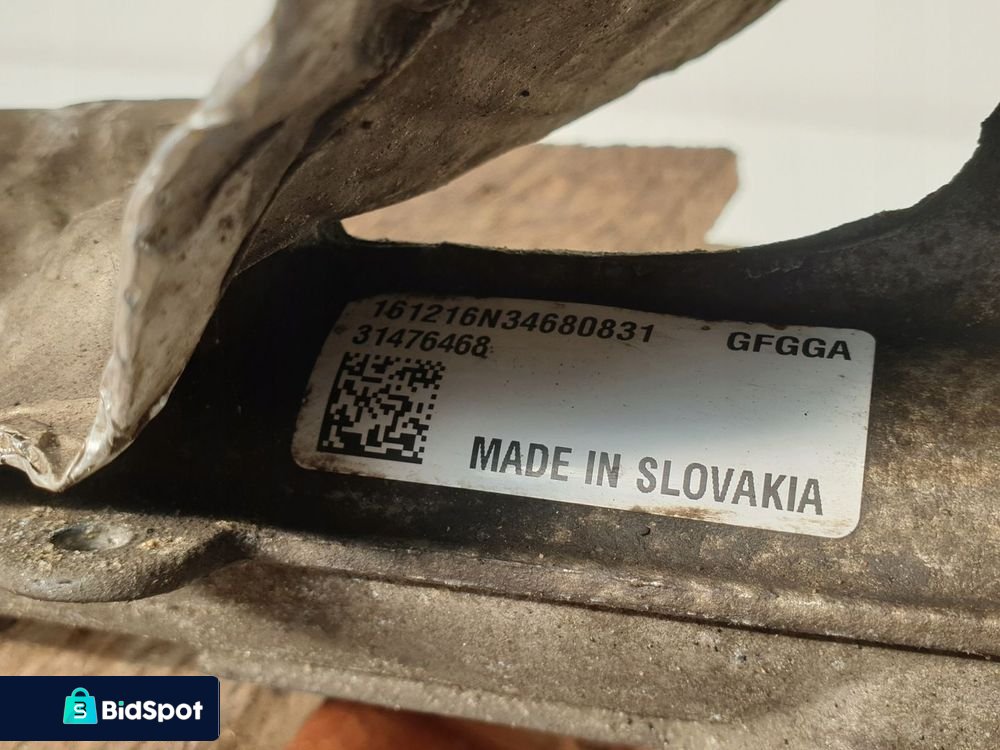 161216N34680831
31476468
GFGGA
MADE IN SLOVAKIA
BidSpot